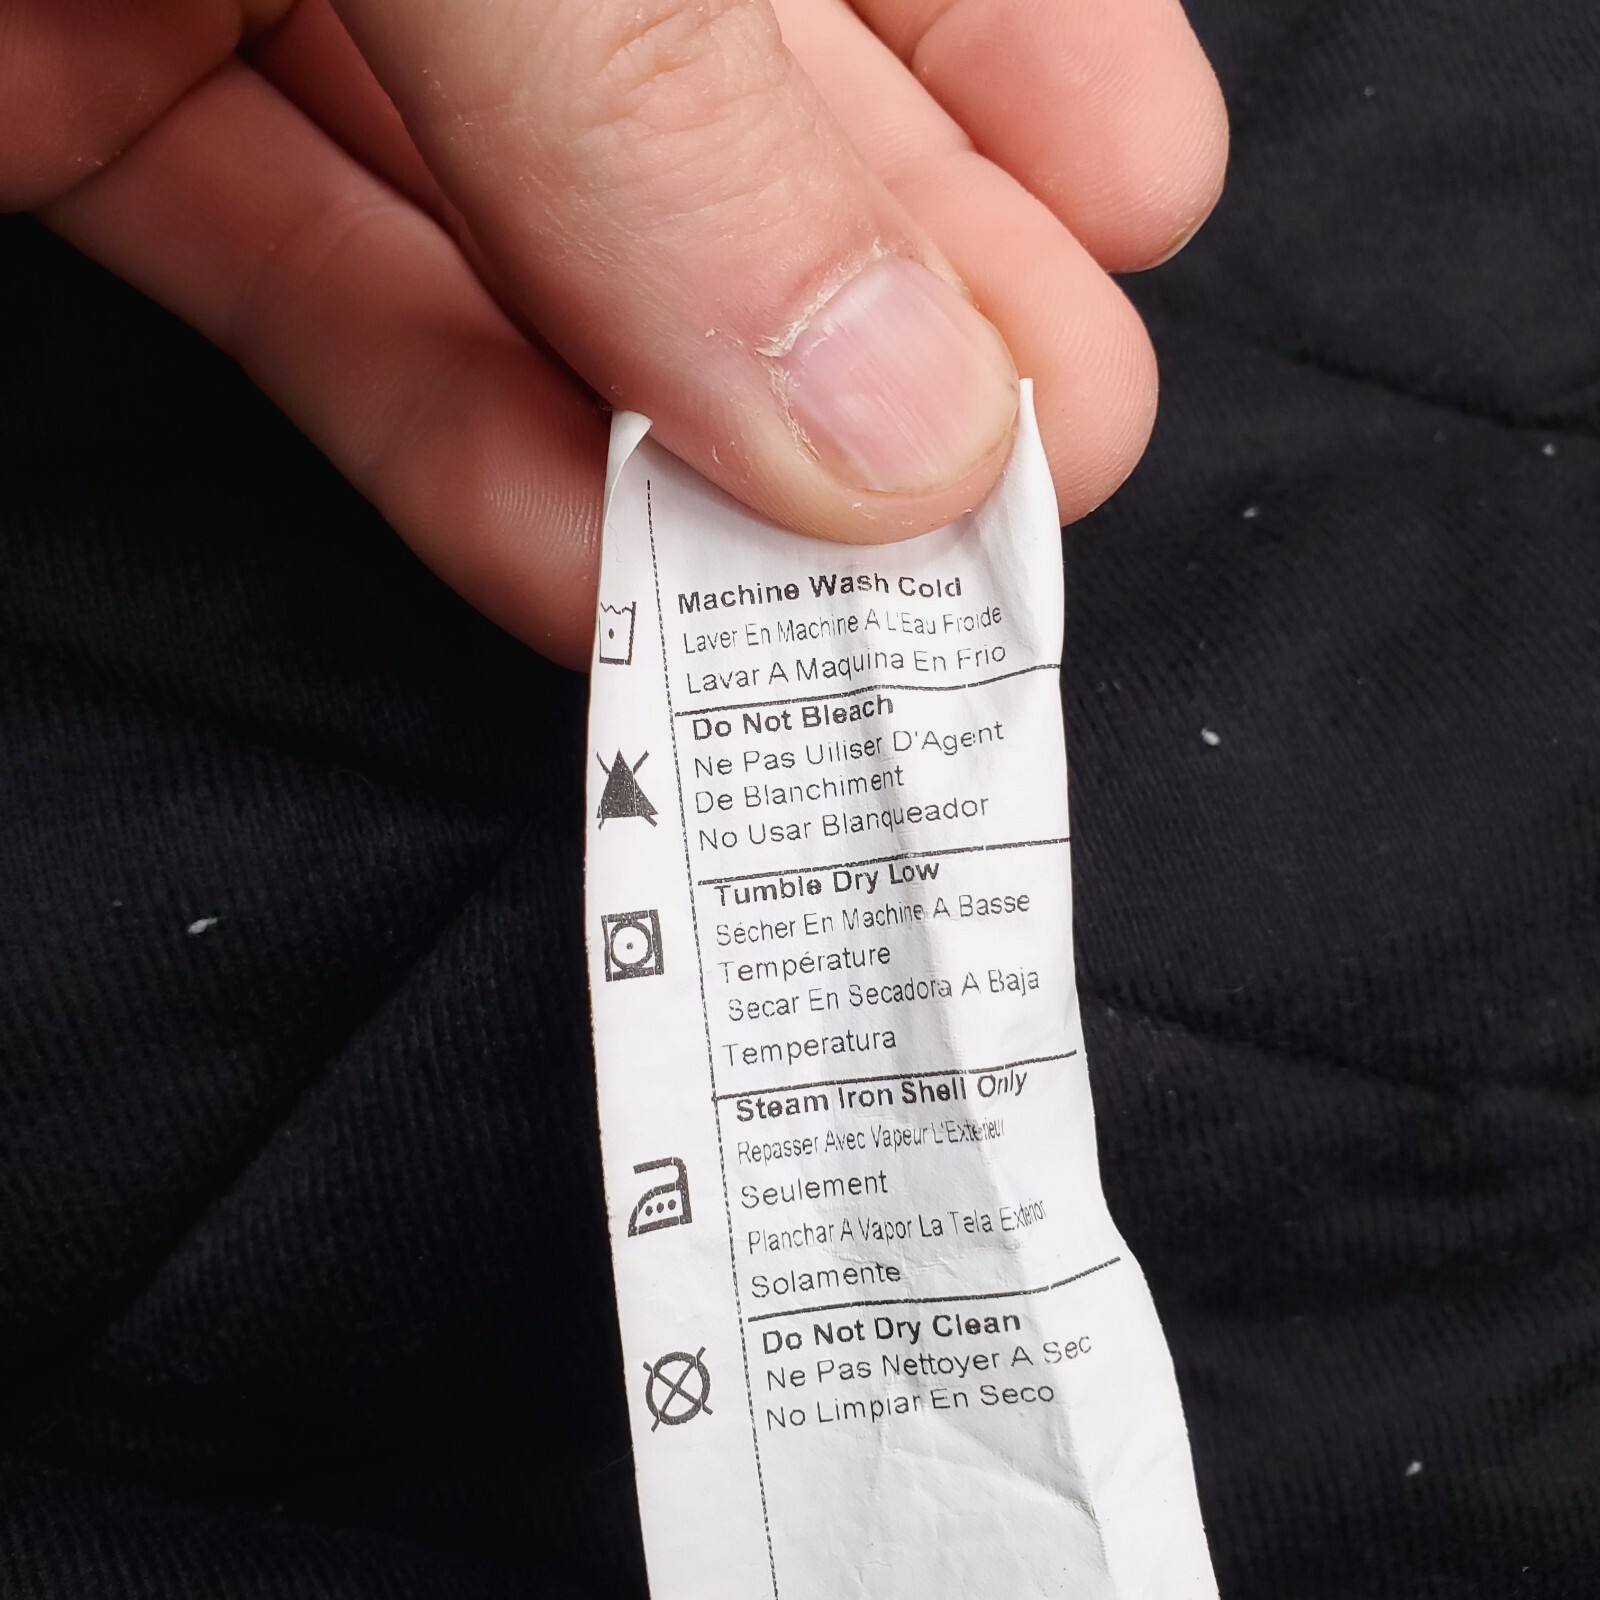 Machine Wash Cold
Laver En Machine A L'Eau Froide
Lavar A Maquina En Frio
Do Not Bleach
Ne Pas Uiliser D'Agent
De Blanchiment
No Usar Blanqueador
Tumble Dry Low
Sécher En Machine A Basse
Température
Secar En Secadora A Baja
Temperatura
Steam Iron Shell Only
Repasser Avec Vapeur L'Exterieur
Seulement
Planchar A Vapor La Tela Exterior
Solamente
Do Not Dry Clean
Ne Pas Nettoyer A Sec
No Limpiar En Seco